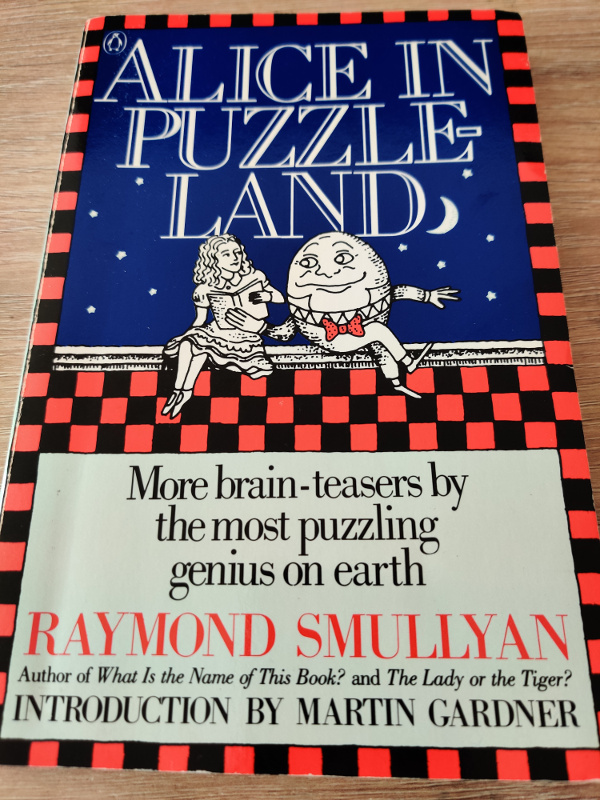 ALICE IN
PUZZLE-
LAND
More brain-teasers by
the most puzzling
genius on earth
RAYMOND SMULLYAN
Author of What Is the Name of This Book? and The Lady or the Tiger?
INTRODUCTION BY MARTIN GARDNER